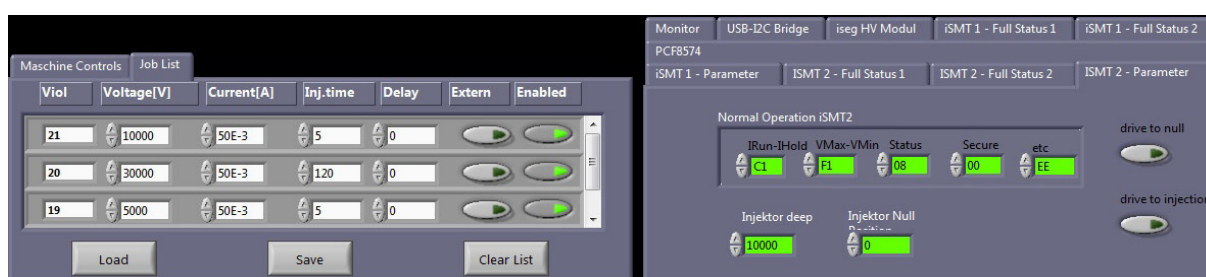 Maschine Controls Job List
Viol Voltage[V] Current[A] Inj.time Delay Extern Enabled
21 10000 50E-3 5 0
20 30000 50E-3 120 0
19 5000 50E-3 5 0
Load Save Clear List
Monitor USB-I2C Bridge iseg HV Modul iSMT 1 - Full Status 1 iSMT 1 - Full Status 2
PCF8574
iSMT 1 - Parameter ISMT 2 - Full Status 1 ISMT 2 - Full Status 2 ISMT 2 - Parameter
Normal Operation iSMT2
IRun-IHold VMax-VMin Status Secure etc
C1 F1 08 00 EE
drive to null
Injektor deep Injektor Null
10000 0
drive to injection